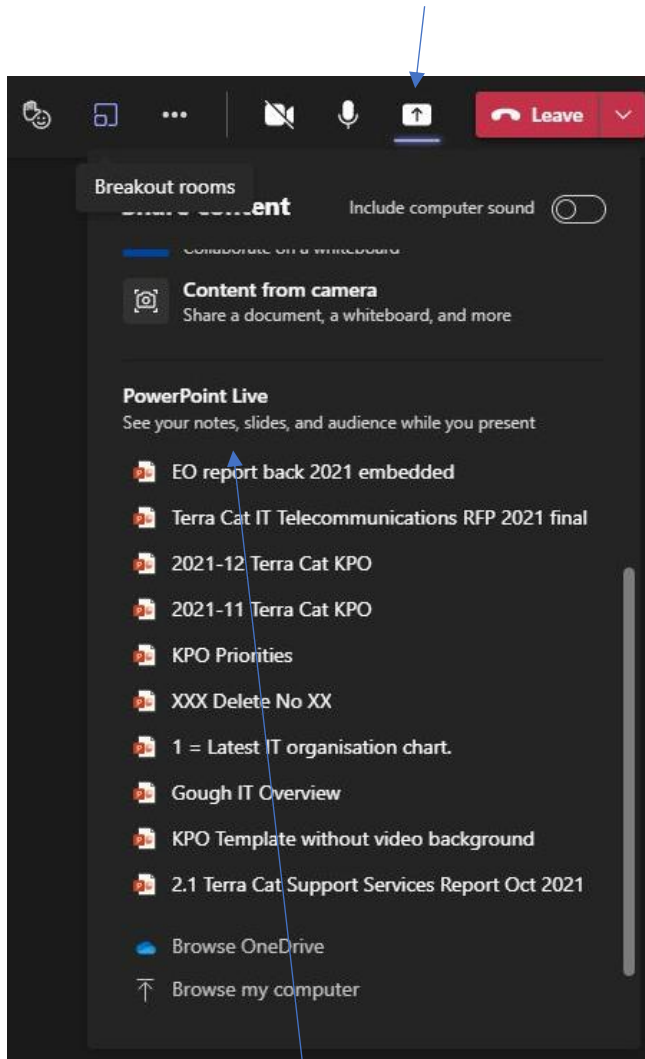 Leave
Breakout rooms
Include computer sound
Collaborate on a whiteboard
Content from camera
Share a document, a whiteboard, and more
PowerPoint Live
See your notes, slides, and audience while you present
EO report back 2021 embedded
Terra Cat IT Telecommunications RFP 2021 final
2021-12 Terra Cat KPO
2021-11 Terra Cat KPO
KPO Priorities
XXX Delete No XX
1 = Latest IT organisation chart.
Gough IT Overview
KPO Template without video background
2.1 Terra Cat Support Services Report Oct 2021
Browse OneDrive
Browse my computer